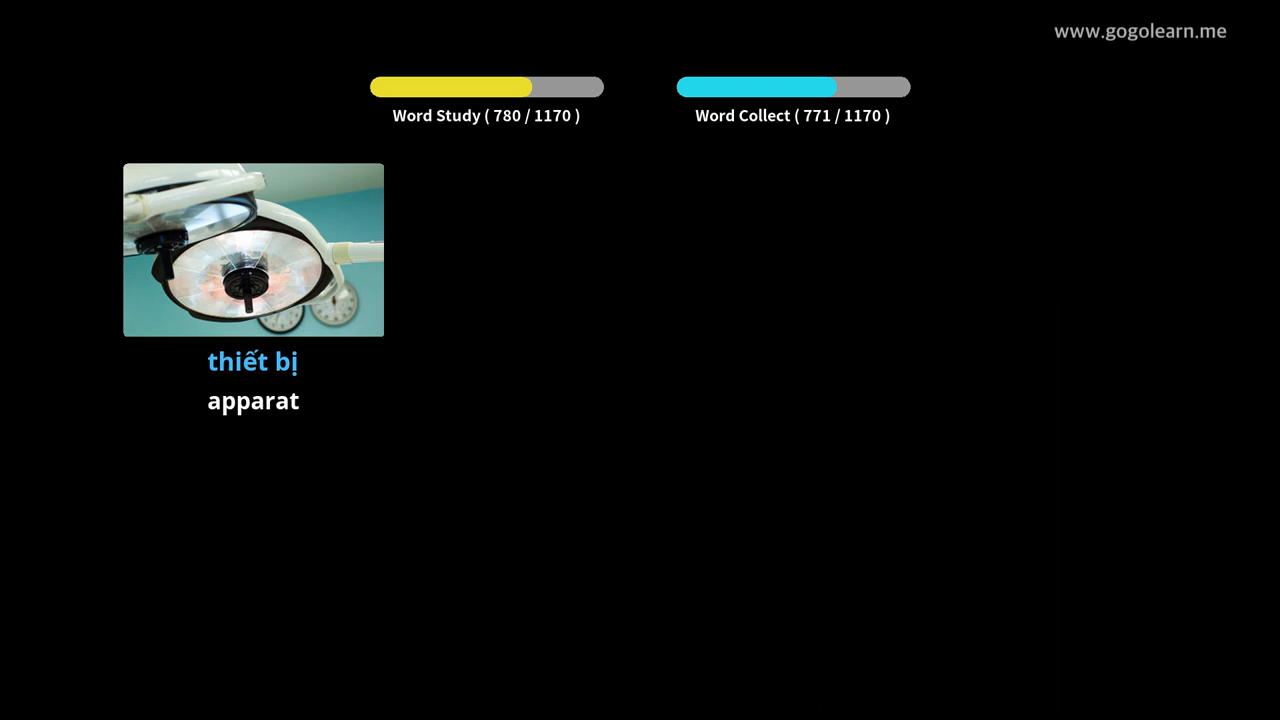 www.gogolearn.me
Word Study ( 780 / 1170 )
Word Collect ( 771 / 1170 )
thiết bị
apparat